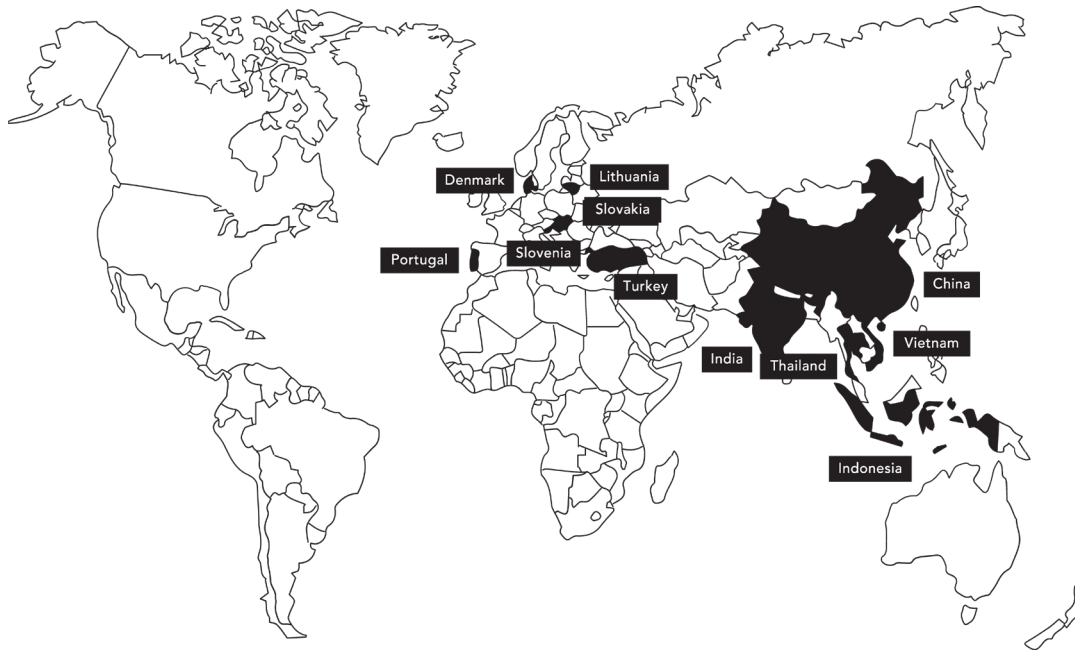 Denmark
Lithuania
Slovakia
Portugal
Slovenia
Turkey
China
India
Thailand
Vietnam
Indonesia